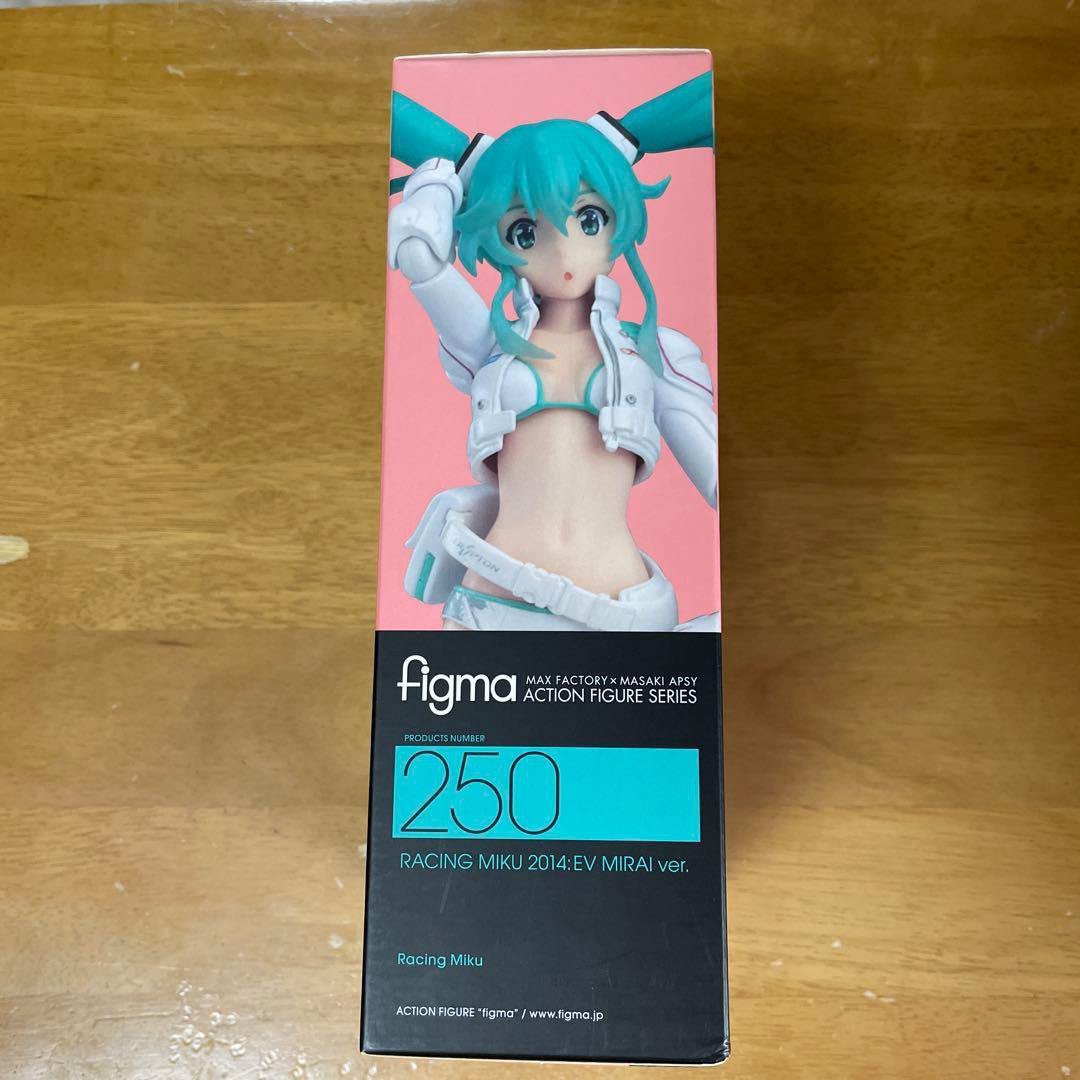 CRYPTON
figma
MAX FACTORY × MASAKI APSY
ACTION FIGURE SERIES
PRODUCTS NUMBER
250
RACING MIKU 2014: EV MIRAI ver.
Racing Miku
ACTION FIGURE "figma" / www.figma.jp